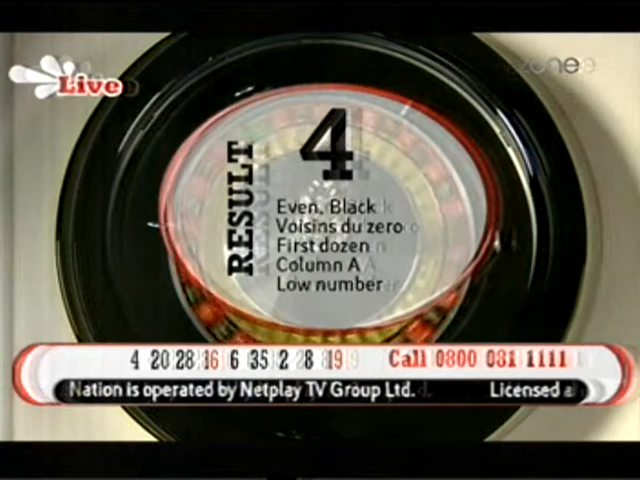 Live
zone
RESULT
4
Even, Black
Voisins du zero
First dozen
Column A
Low number
4 20 28 16 6 35 2 28 19
Call 0800 031 1111
Nation is operated by Netplay TV Group Ltd. Licensed